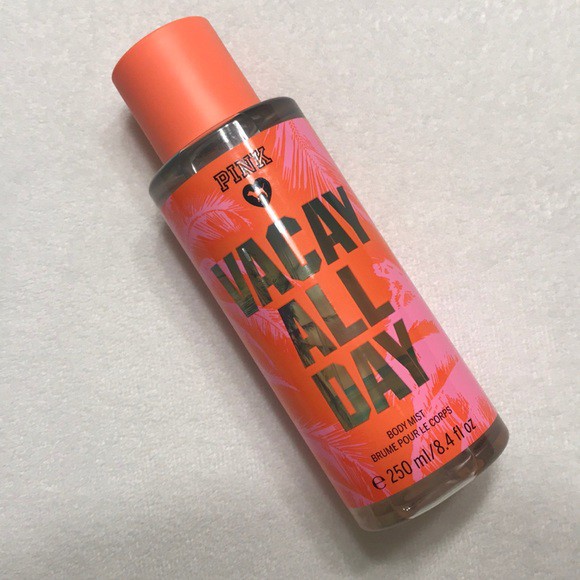 PINK
VACAY
ALL
DAY
BODY MIST
BRUME POUR LE CORPS
℮ 250 ml/8.4 fl oz